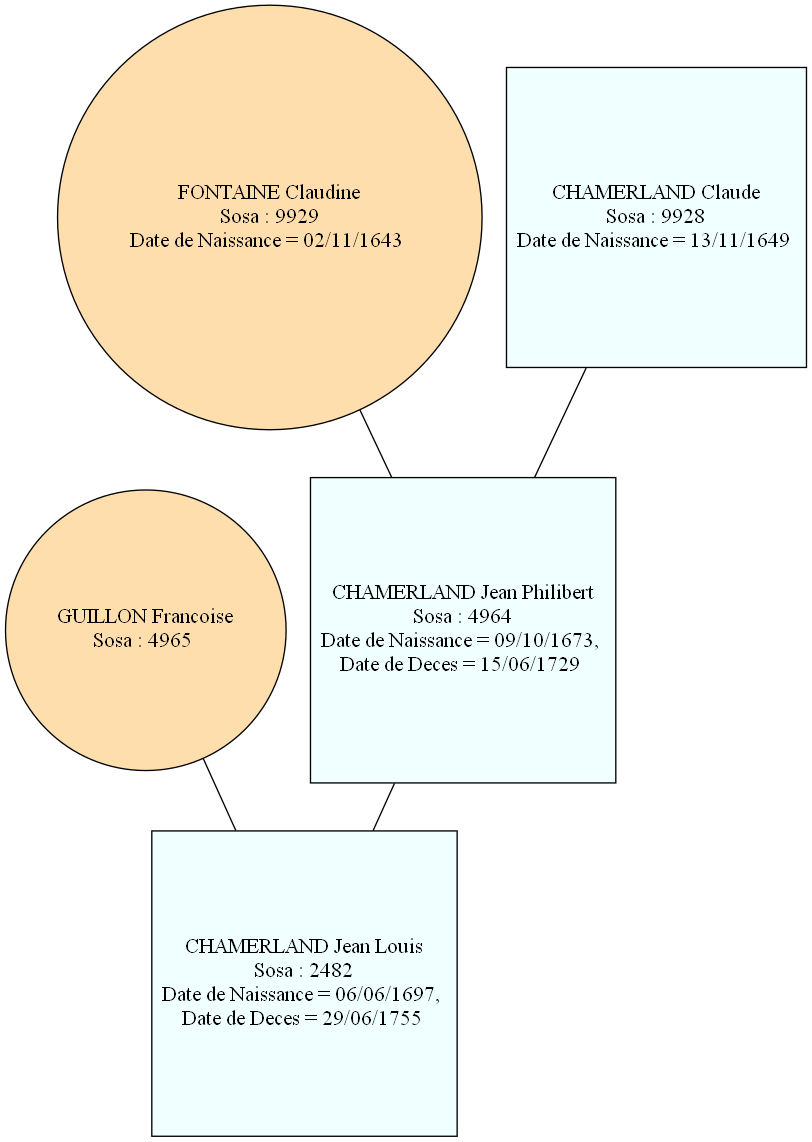 FONTAINE Claudine
Sosa : 9929
Date de Naissance = 02/11/1643
CHAMERLAND Claude
Sosa : 9928
Date de Naissance = 13/11/1649
GUILLON Francoise
Sosa : 4965
CHAMERLAND Jean Philibert
Sosa : 4964
Date de Naissance = 09/10/1673,
Date de Deces = 15/06/1729
CHAMERLAND Jean Louis
Sosa : 2482
Date de Naissance = 06/06/1697,
Date de Deces = 29/06/1755